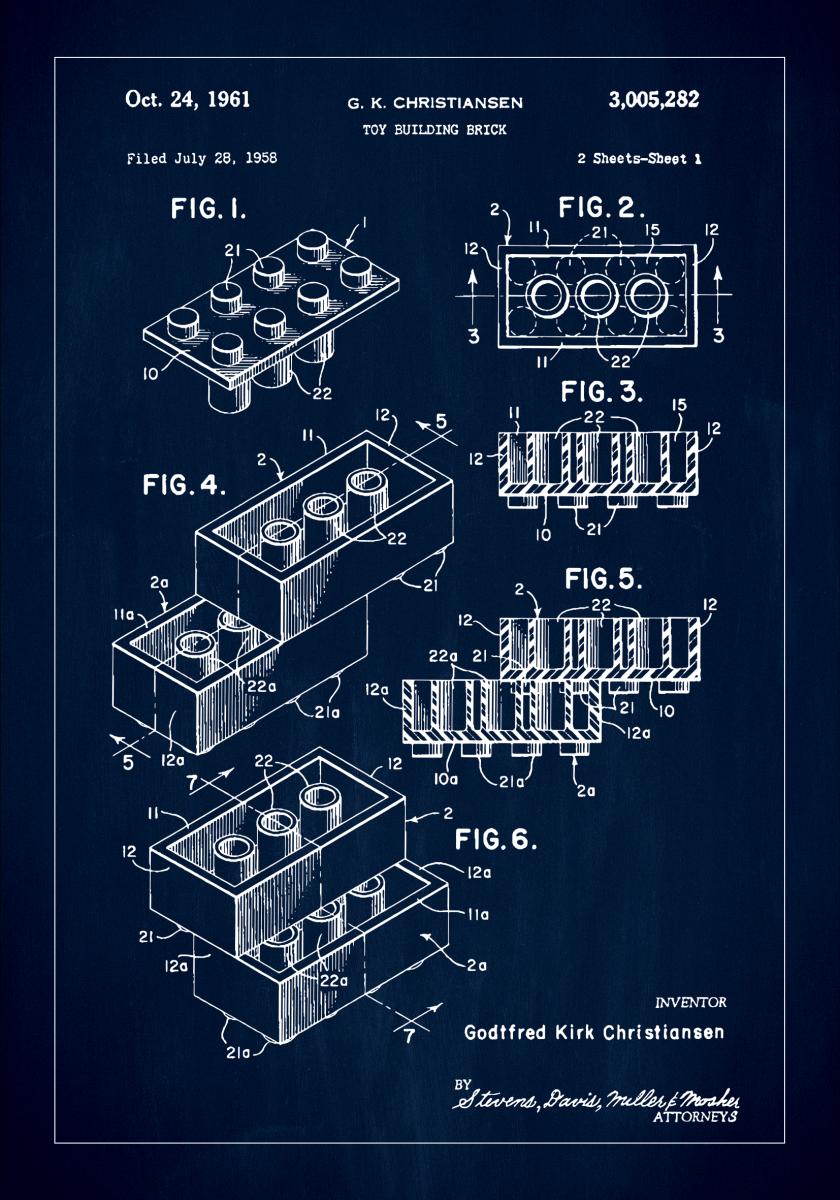 Oct. 24, 1961
G. K. CHRISTIANSEN
3,005,282
TOY BUILDING BRICK
Filed July 28, 1958
2 Sheets-Sheet 1
FIG. 1.
1
21
10
22
FIG. 2.
2
11
21
15
12
12
3
3
11
22
FIG. 3.
11
22
15
12
12
10
21
FIG. 4.
12
11
5
2
22
21
2a
11a
22a
21a
12a
5
FIG. 5.
2
22
12
12
22a
21
12a
21
10
12a
10a
21a
2a
FIG. 6.
7
22
12
11
2
12
12a
11a
21
12a
2a
22a
21a
7
INVENTOR
Godtfred Kirk Christiansen
BY
Stevens, Davis, Miller & Mosher
ATTORNEYS